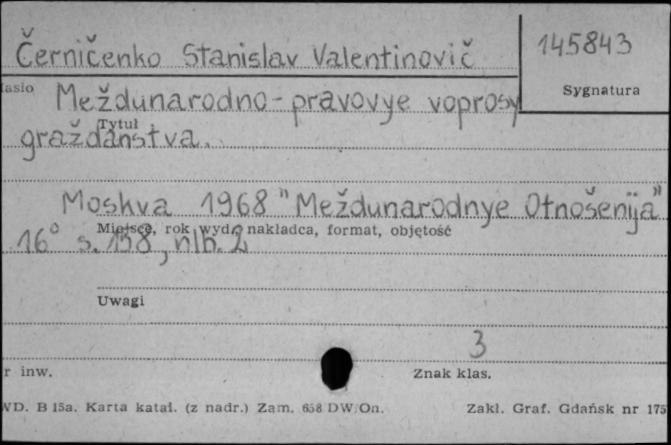 Černičenko Stanislav Valentinovič
145843
Sygnatura
asło
Meždunarodno-pravovye voprosy
Tytuł
graždanstva.
Moskva 1968 "Meždunarodnye Otnošenija"
Miejsce, rok wyd., nakładca, format, objętość
16° s. 158, nlb. 2
Uwagi
3
r inw.
Znak klas.
WD. B 15a. Karta katal. (z nadr.) Zam. 658 DW/On.
Zakł. Graf. Gdańsk nr 175